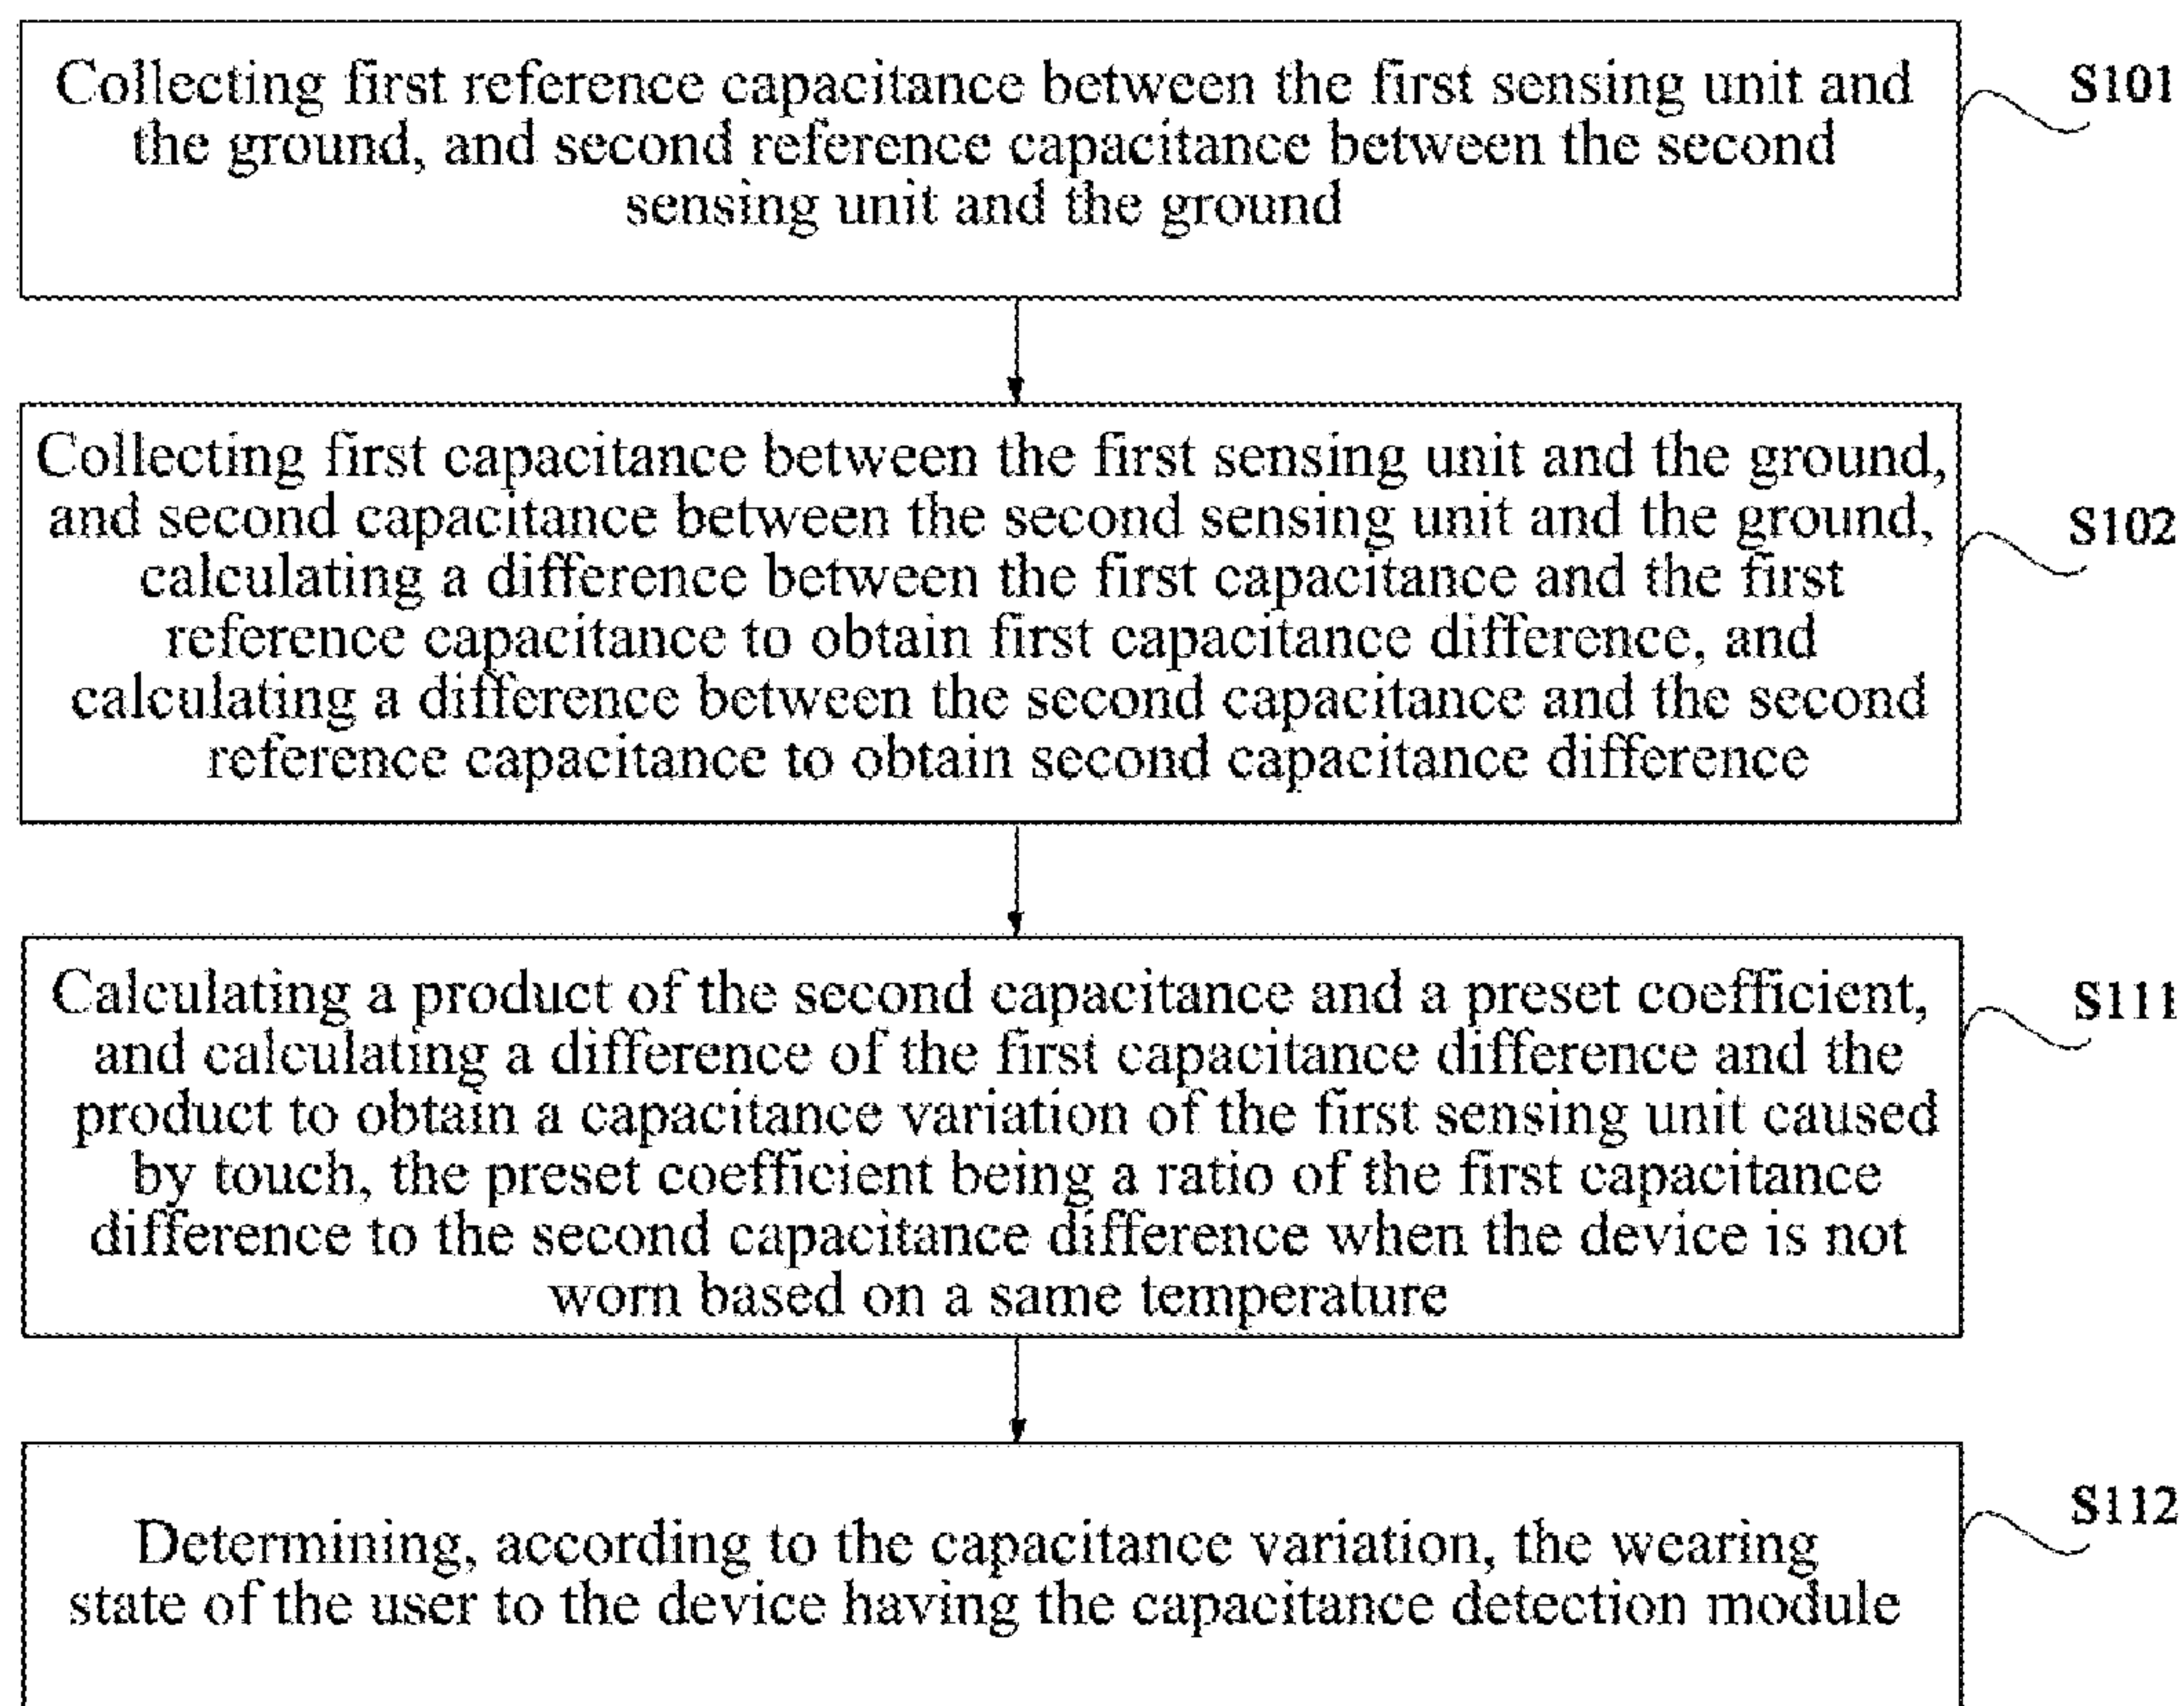 Collecting first reference capacitance between the first sensing unit and
the ground, and second reference capacitance between the second
sensing unit and the ground
S101
Collecting first capacitance between the first sensing unit and the ground,
and second capacitance between the second sensing unit and the ground,
calculating a difference between the first capacitance and the first
reference capacitance to obtain first capacitance difference, and
calculating a difference between the second capacitance and the second
reference capacitance to obtain second capacitance difference
S102
Calculating a product of the second capacitance and a preset coefficient,
and calculating a difference of the first capacitance difference and the
product to obtain a capacitance variation of the first sensing unit caused
by touch, the preset coefficient being a ratio of the first capacitance
difference to the second capacitance difference when the device is not
worn based on a same temperature
S111
Determining, according to the capacitance variation, the wearing
state of the user to the device having the capacitance detection module
S112